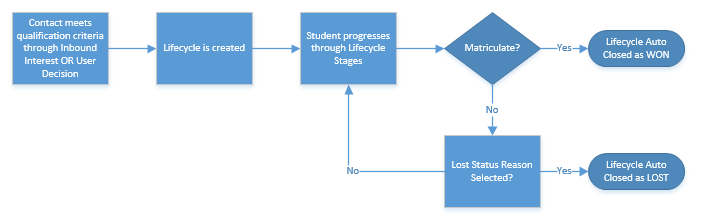 Contact meets
qualification criteria
through Inbound
Interest OR User
Decision
Lifecycle is created
Student progresses
through Lifecycle
Stages
Matriculate?
Yes
Lifecycle Auto
Closed as WON
No
Lost Status Reason
Selected?
No
Yes
Lifecycle Auto
Closed as LOST